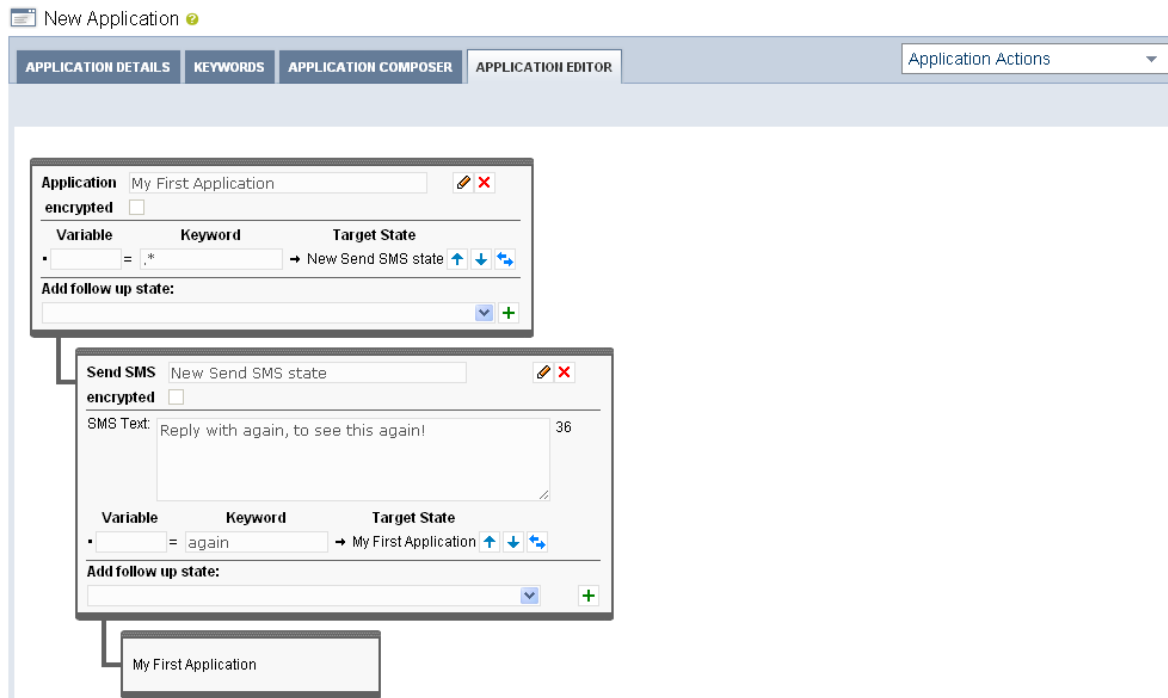 New Application ?
APPLICATION DETAILS KEYWORDS APPLICATION COMPOSER APPLICATION EDITOR Application Actions
Application My First Application
encrypted
Variable Keyword Target State
= .* → New Send SMS state
Add follow up state:
Send SMS New Send SMS state
encrypted
SMS Text: Reply with again, to see this again! 36
Variable Keyword Target State
= again → My First Application
Add follow up state:
My First Application